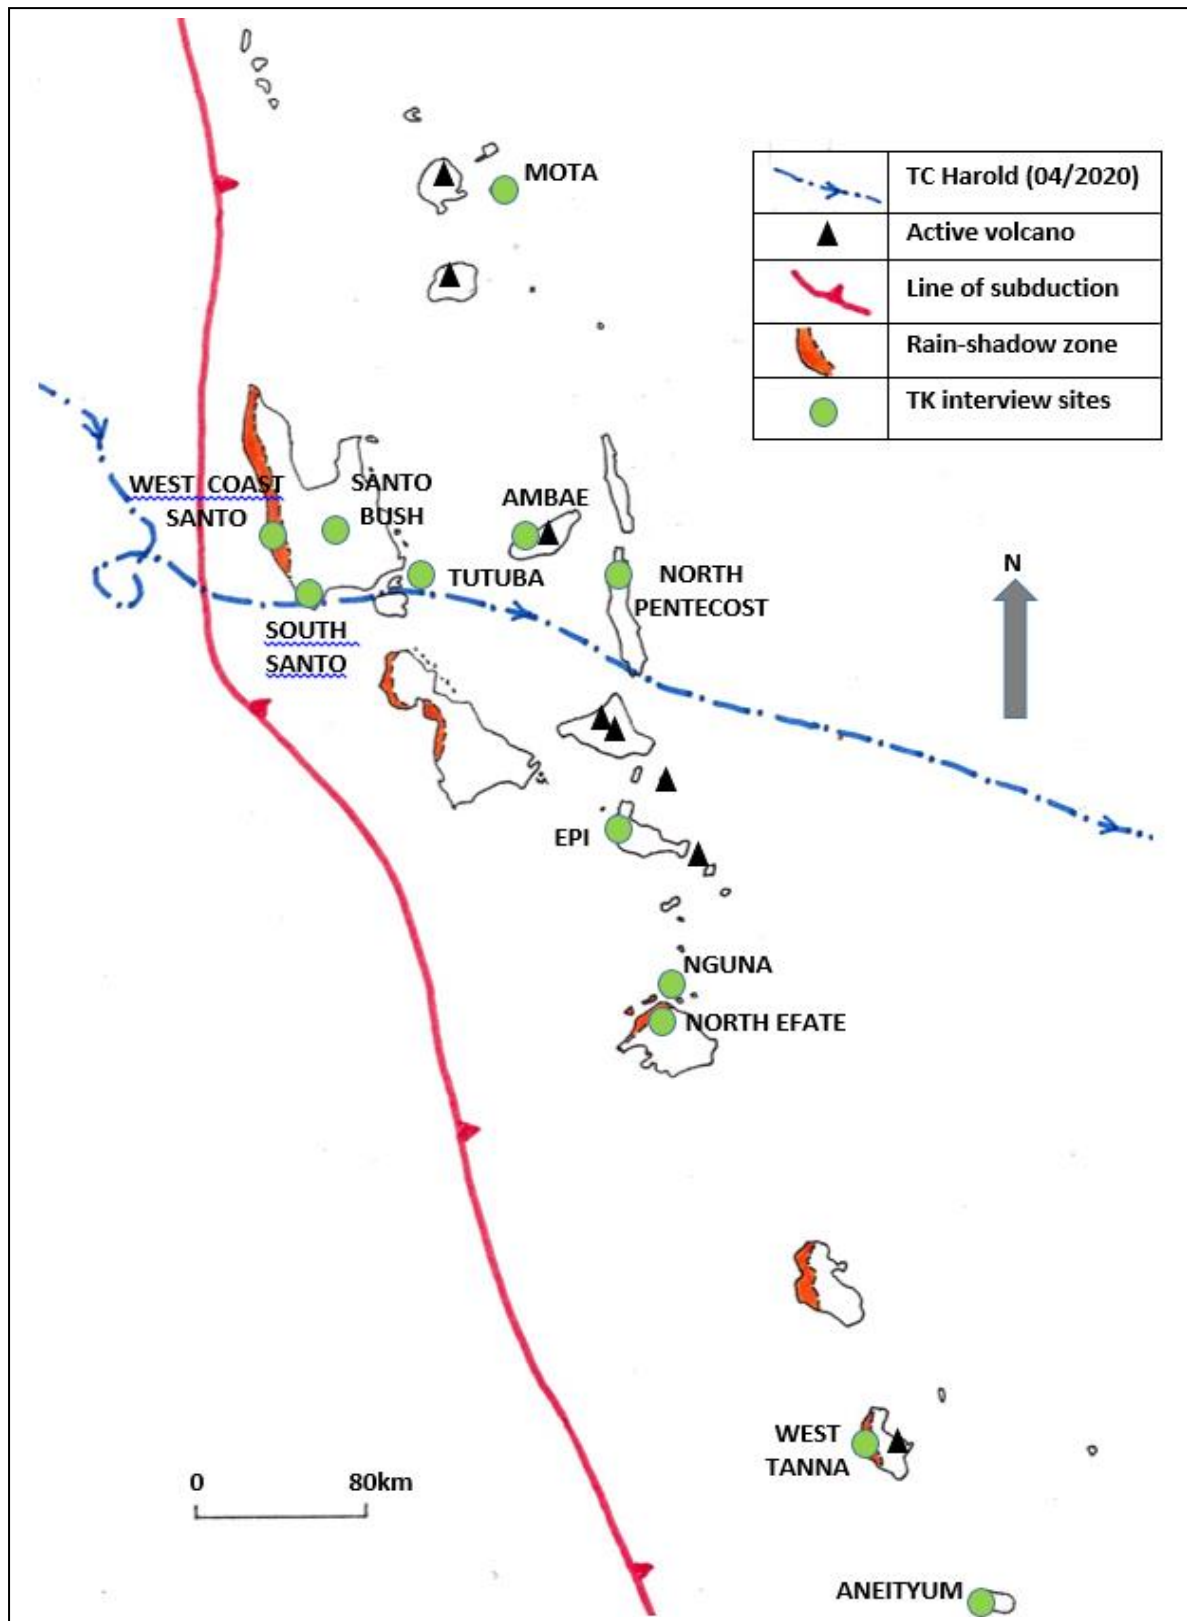 MOTA
TC Harold (04/2020)
Active volcano
Line of subduction
Rain-shadow zone
TK interview sites
WEST COAST
SANTO
SANTO
BUSH
AMBAE
TUTUBA
NORTH
PENTECOST
N
SOUTH
SANTO
EPI
NGUNA
NORTH EFATE
WEST
TANNA
0 80km
ANEITYUM